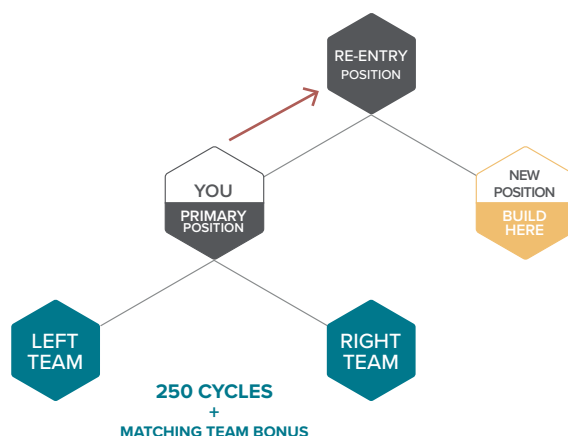 RE-ENTRY
POSITION
YOU
PRIMARY
POSITION
NEW
POSITION
BUILD
HERE
LEFT
TEAM
RIGHT
TEAM
250 CYCLES
+
MATCHING TEAM BONUS